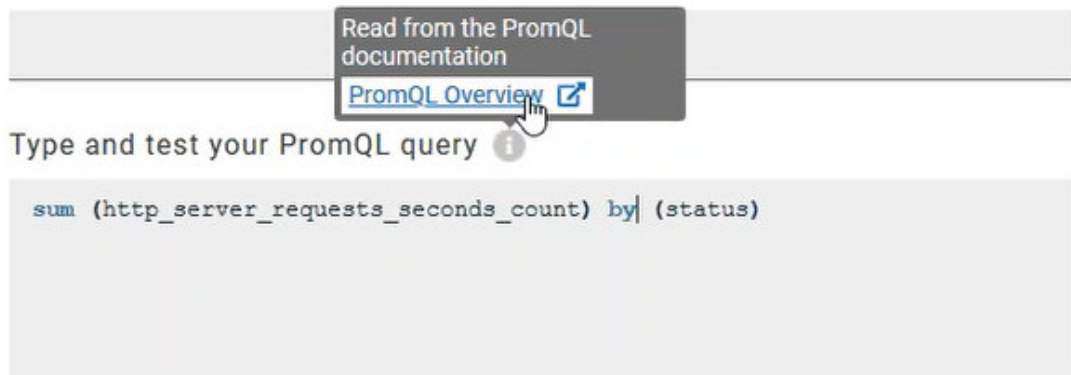 Read from the PromQL
documentation
PromQL Overview
Type and test your PromQL query
sum (http_server_requests_seconds_count) by (status)